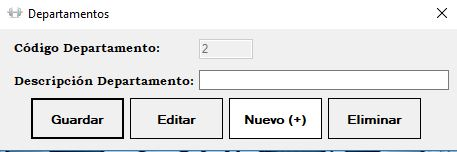 Departamentos
Código Departamento: 2
Descripción Departamento:
Guardar Editar Nuevo (+) Eliminar